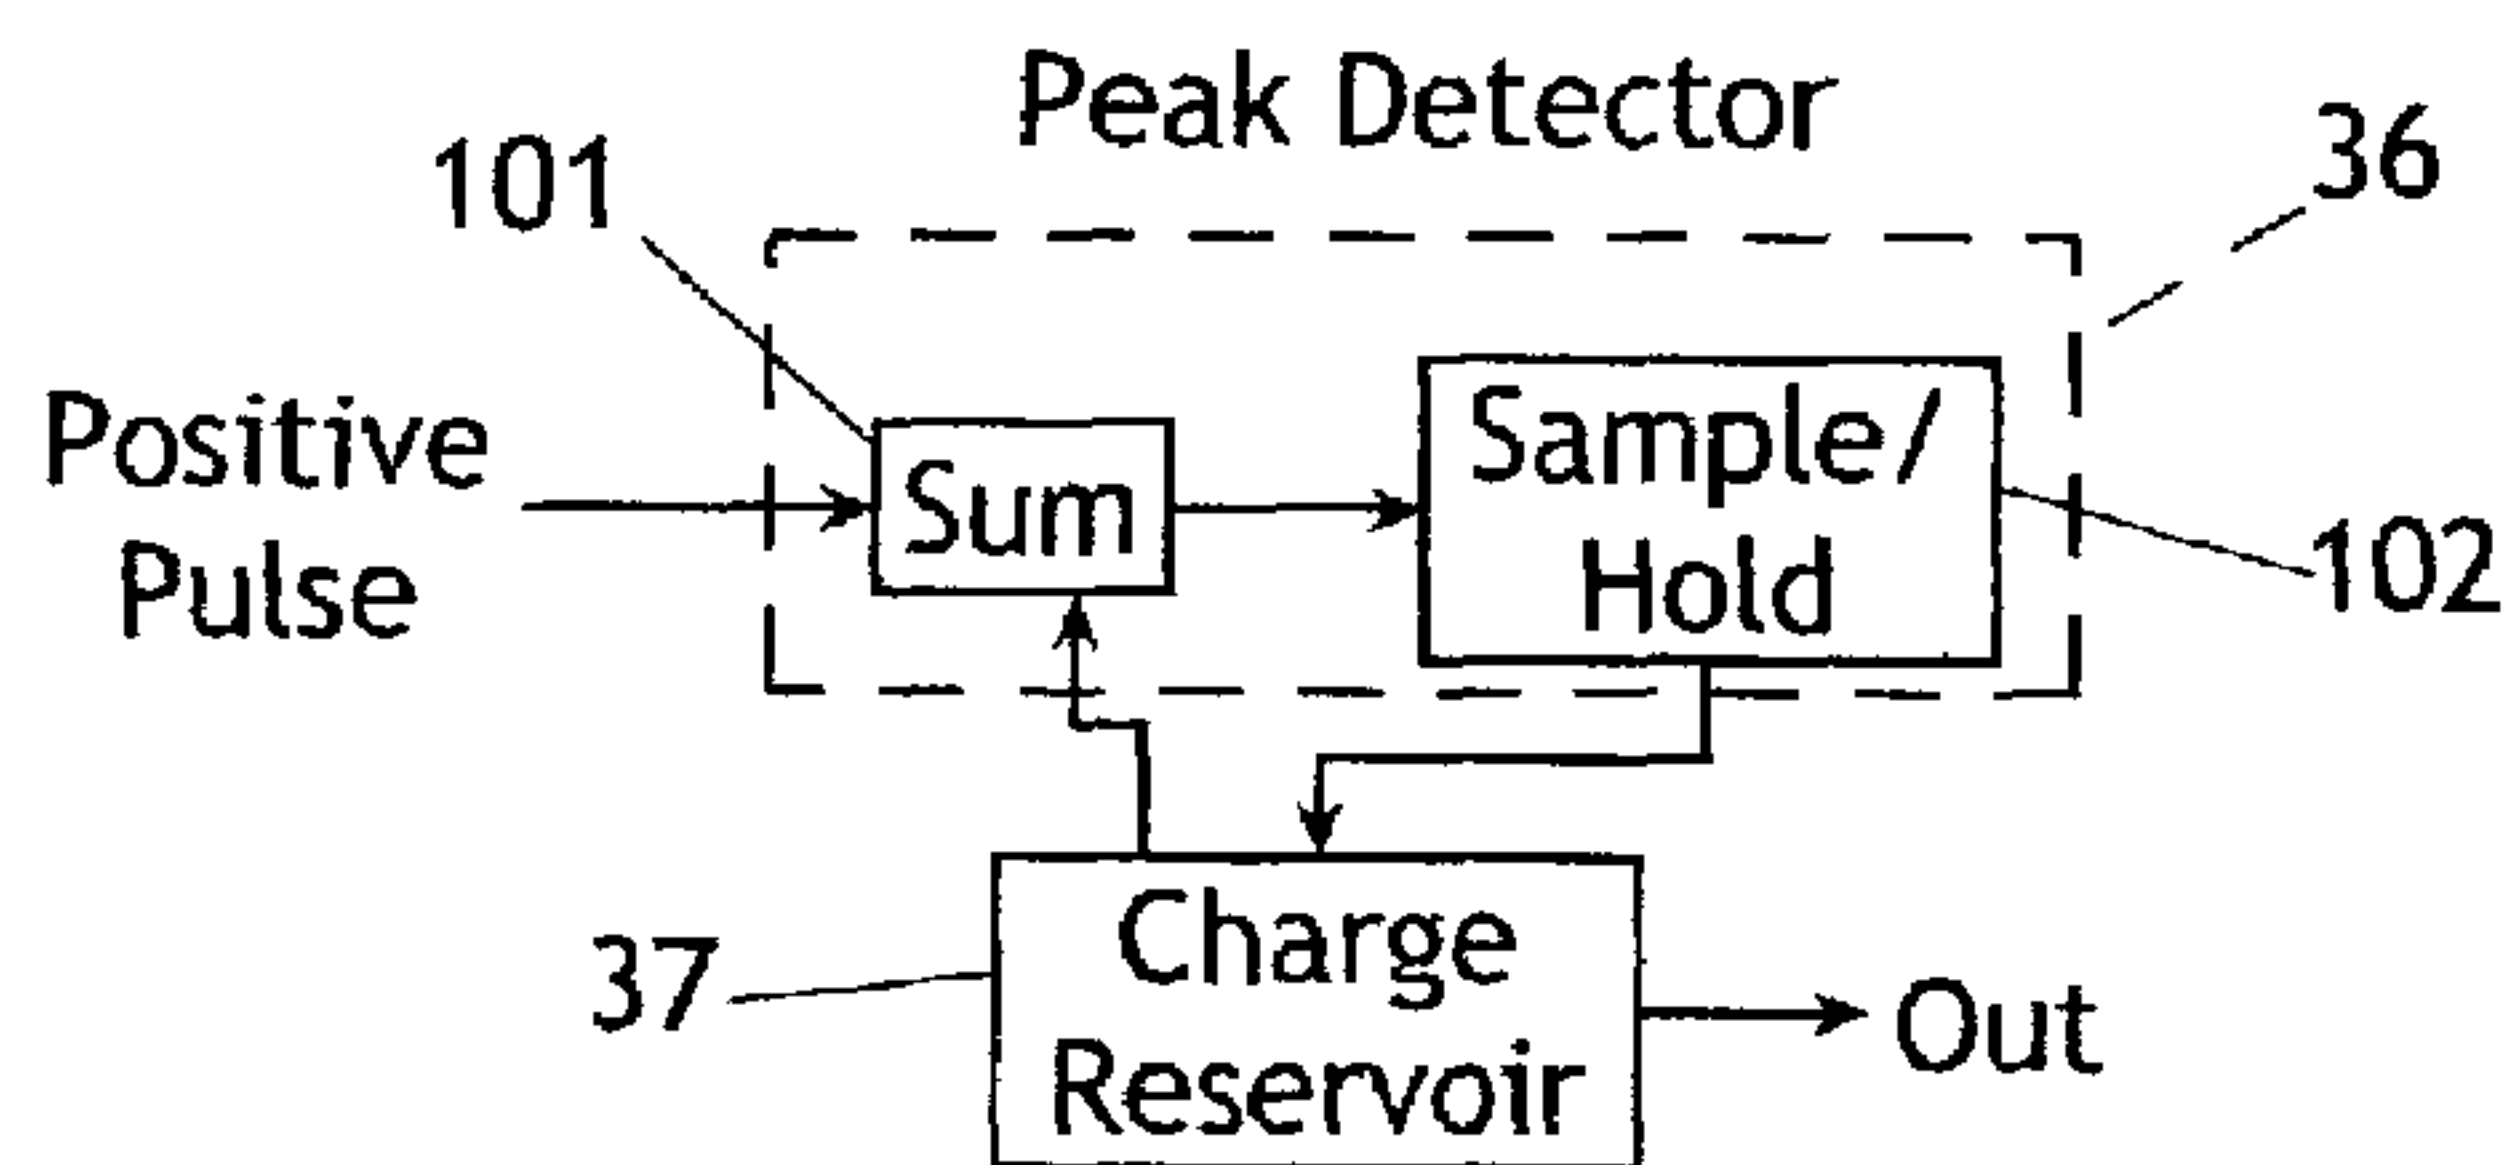 Peak Detector
101
36
Positive
Pulse
Sum
Sample/
Hold
102
37
Charge
Reservoir
Out